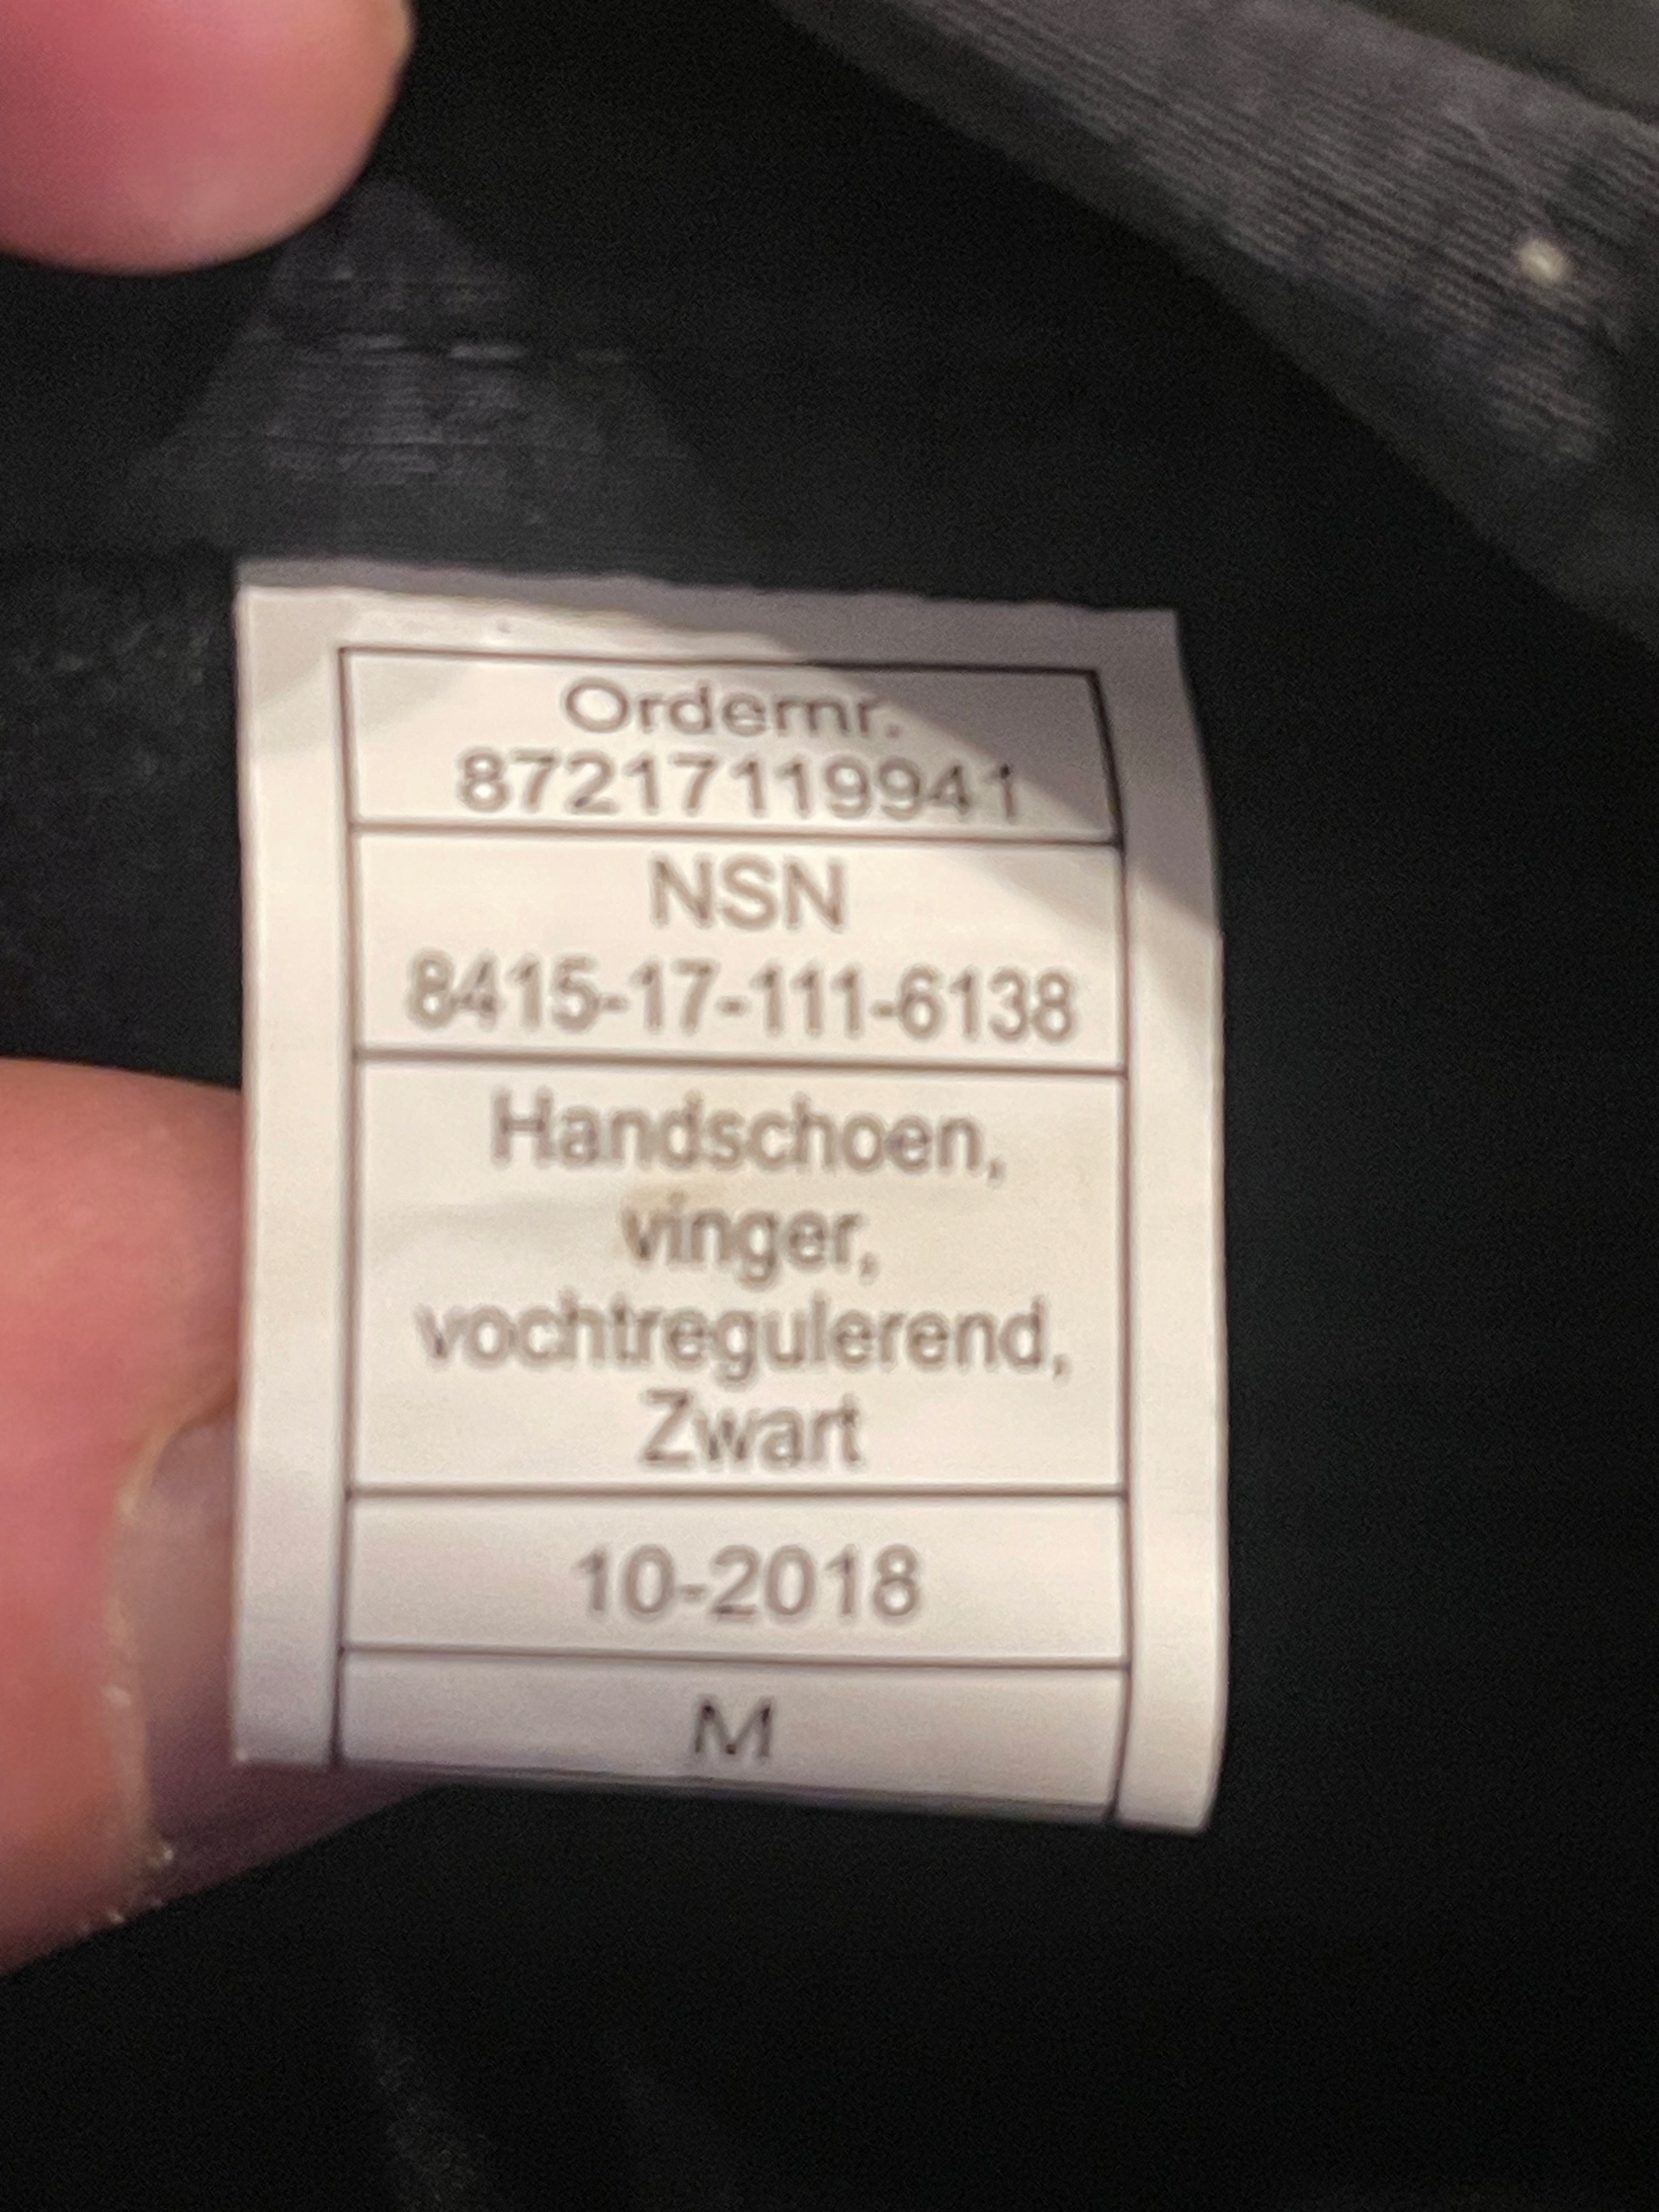 Ordernr.
87217119941
NSN
8415-17-111-6138
Handschoen,
vinger,
vochtregulerend,
Zwart
10-2018
M